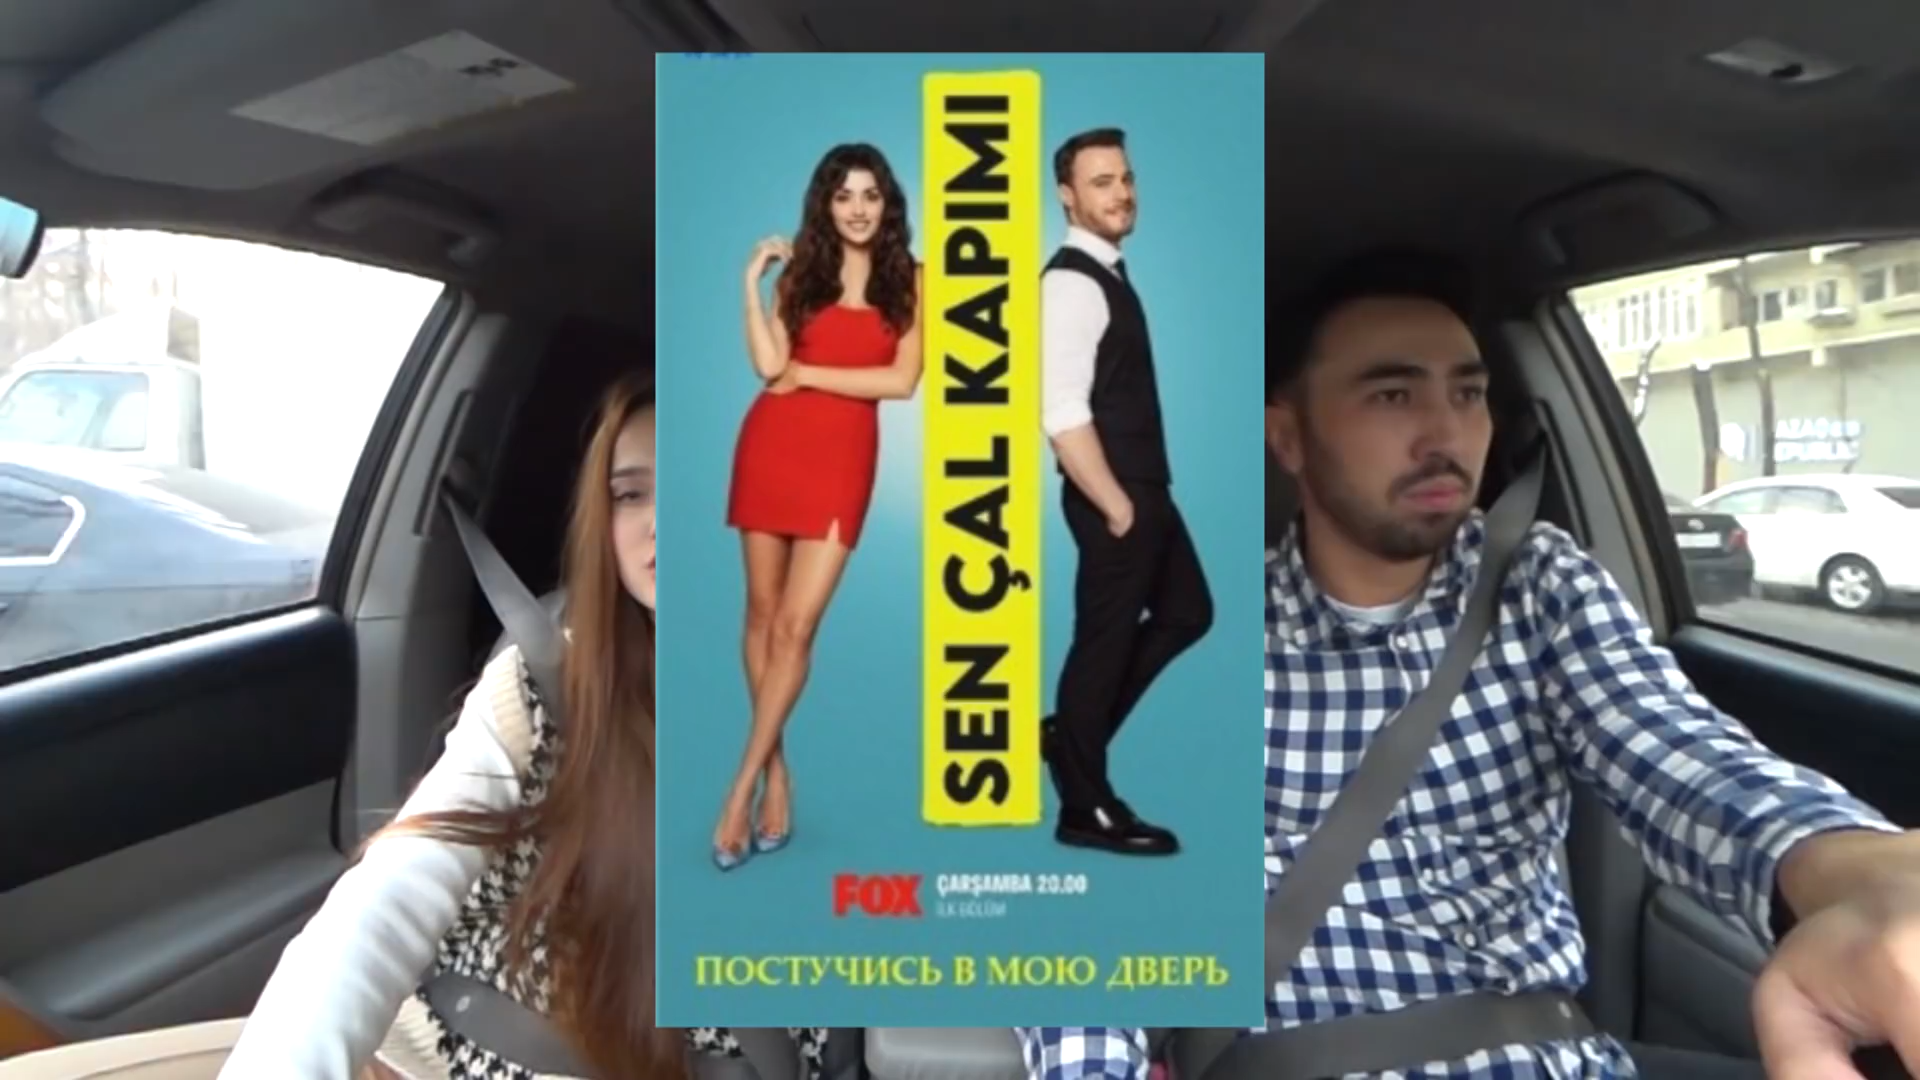 SEN ÇAL KAPIMI
FOX
ÇARŞAMBA 20.00
İLK BÖLÜM
ПОСТУЧИСЬ В МОЮ ДВЕРЬ